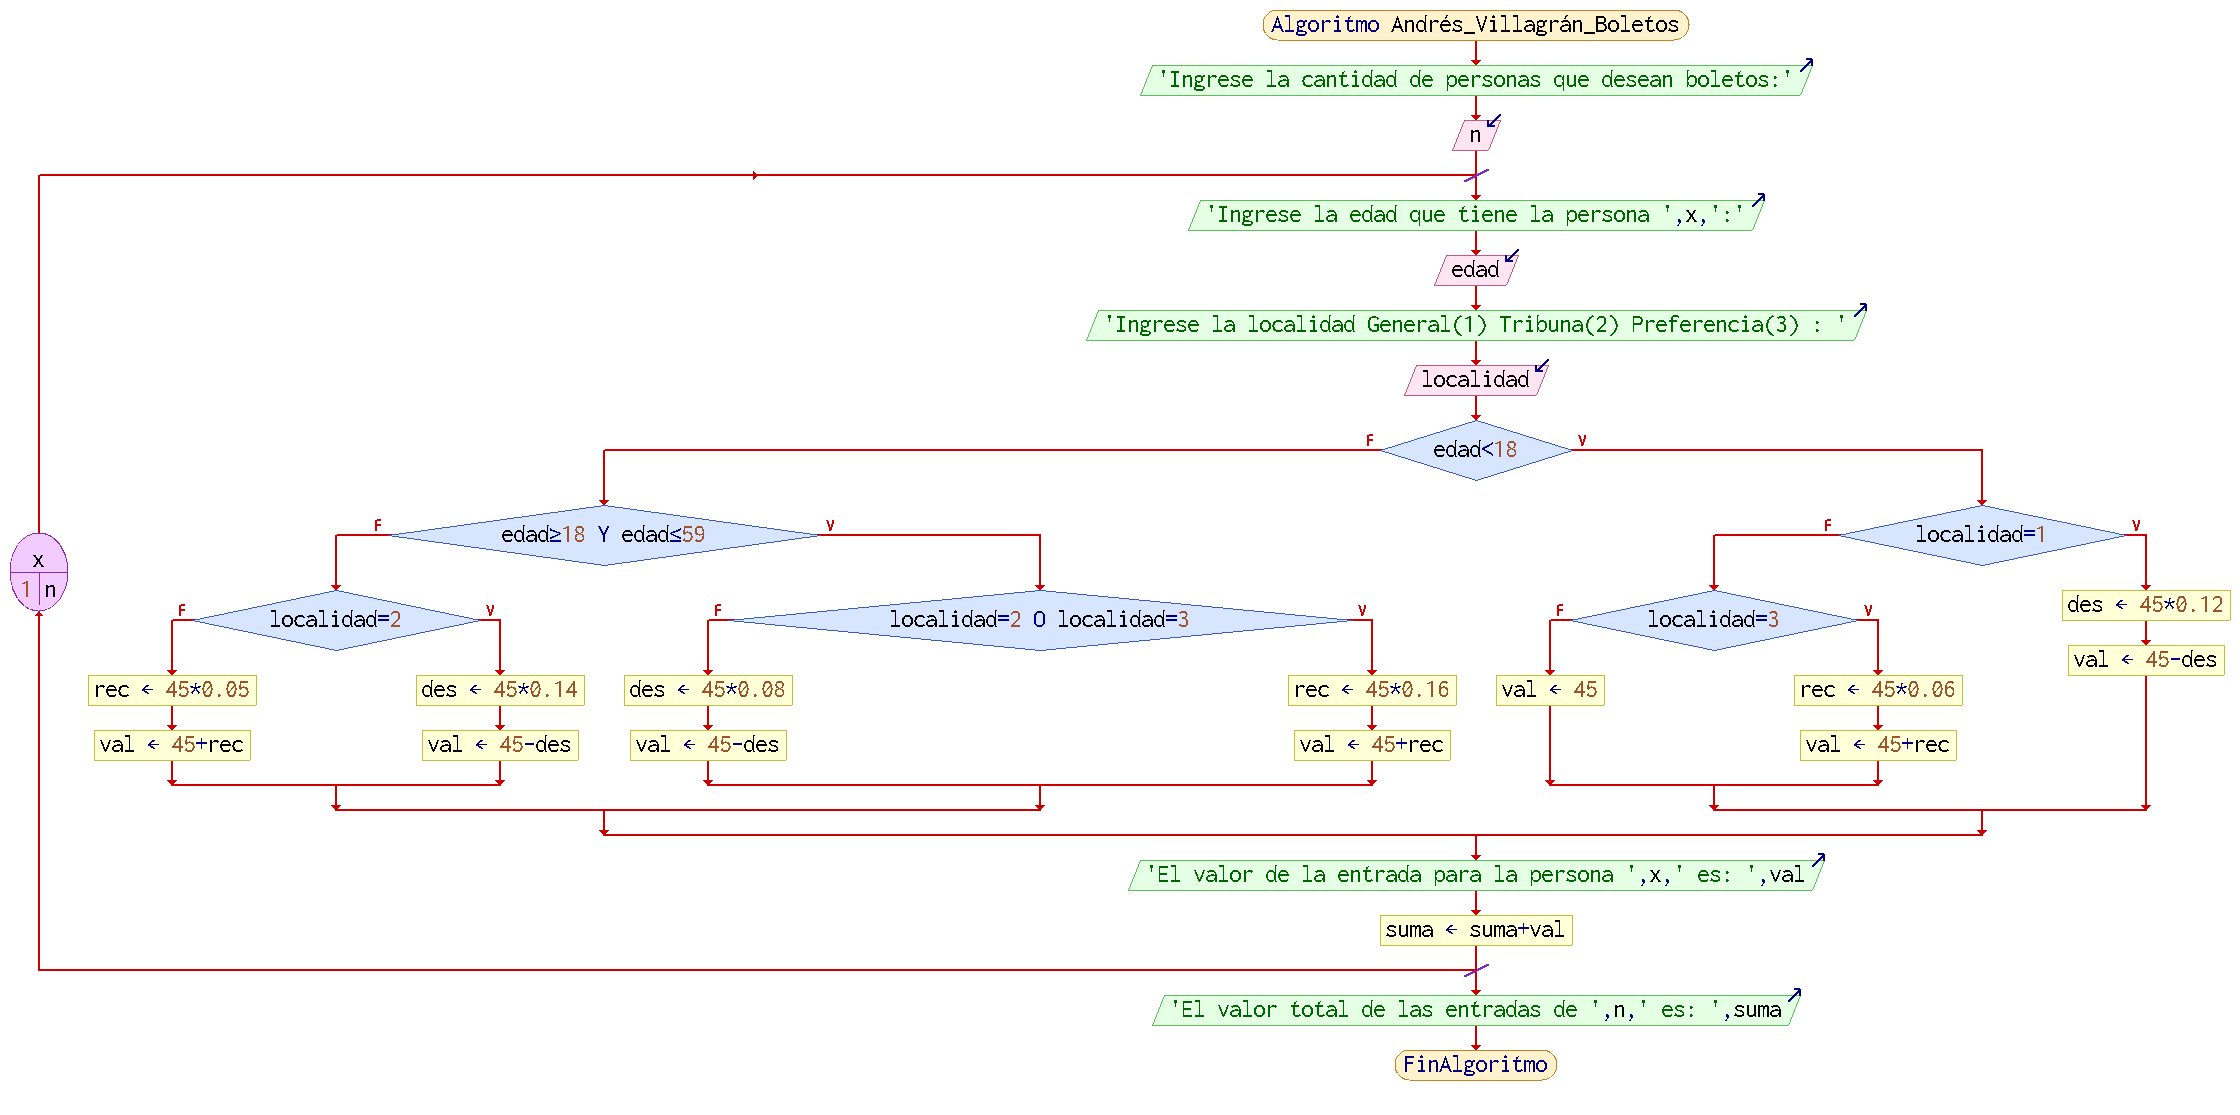 Algoritmo Andrés_Villagrán_Boletos
'Ingrese la cantidad de personas que desean boletos:'
n
'Ingrese la edad que tiene la persona ',x,':'
edad
'Ingrese la localidad General(1) Tribuna(2) Preferencia(3) : '
localidad
edad<18
F
V
edad≥18 Y edad≤59
F
V
localidad=1
F
V
x
1
n
localidad=2
F
V
localidad=2 O localidad=3
F
V
localidad=3
F
V
des ← 45*0.12
val ← 45-des
rec ← 45*0.05
val ← 45+rec
des ← 45*0.14
val ← 45-des
des ← 45*0.08
val ← 45-des
rec ← 45*0.16
val ← 45+rec
val ← 45
rec ← 45*0.06
val ← 45+rec
'El valor de la entrada para la persona ',x,' es: ',val
suma ← suma+val
'El valor total de las entradas de ',n,' es: ',suma
FinAlgoritmo